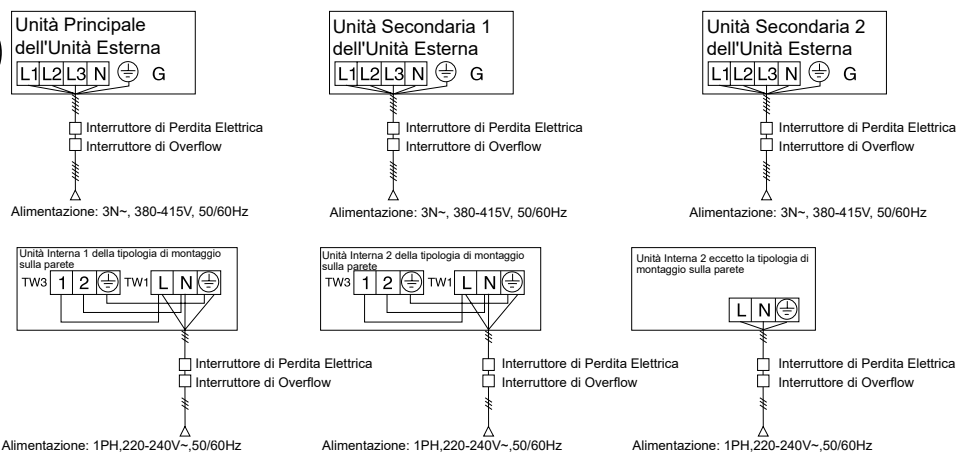 Unità Principale
dell'Unità Esterna
L1 L2 L3 N G
Interruttore di Perdita Elettrica
Interruttore di Overflow
Alimentazione: 3N~, 380-415V, 50/60Hz
Unità Secondaria 1
dell'Unità Esterna
L1 L2 L3 N G
Interruttore di Perdita Elettrica
Interruttore di Overflow
Alimentazione: 3N~, 380-415V, 50/60Hz
Unità Secondaria 2
dell'Unità Esterna
L1 L2 L3 N G
Interruttore di Perdita Elettrica
Interruttore di Overflow
Alimentazione: 3N~, 380-415V, 50/60Hz
Unità Interna 1 della tipologia di montaggio
sulla parete
TW3 1 2 TW1 L N
Interruttore di Perdita Elettrica
Interruttore di Overflow
Alimentazione: 1PH,220-240V~,50/60Hz
Unità Interna 2 della tipologia di montaggio
sulla parete
TW3 1 2 TW1 L N
Interruttore di Perdita Elettrica
Interruttore di Overflow
Alimentazione: 1PH,220-240V~,50/60Hz
Unità Interna 2 eccetto la tipologia di
montaggio sulla parete
L N
Interruttore di Perdita Elettrica
Interruttore di Overflow
Alimentazione: 1PH,220-240V~,50/60Hz